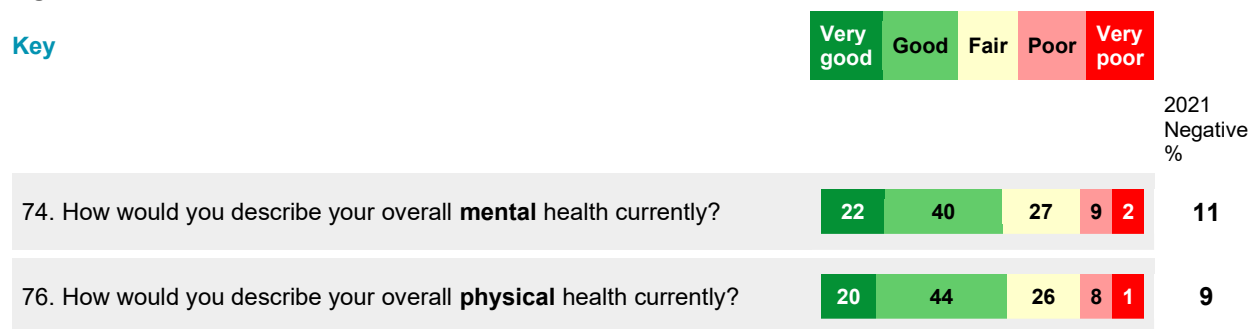 Key
Very good Good Fair Poor Very poor
2021 Negative %
74. How would you describe your overall mental health currently? 22 40 27 9 2 11
76. How would you describe your overall physical health currently? 20 44 26 8 1 9